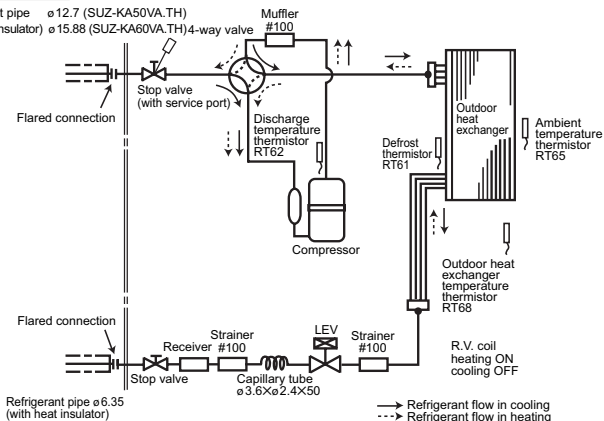 t pipe ø12.7 (SUZ-KA50VA.TH)
nsulator) ø15.88 (SUZ-KA60VA.TH)
4-way valve
Muffler
#100
Stop valve
(with service port)
Flared connection
Discharge
temperature
thermistor
RT62
Compressor
Outdoor
heat
exchanger
Defrost
thermistor
RT61
Ambient
temperature
thermistor
RT65
Outdoor heat
exchanger
temperature
thermistor
RT68
Flared connection
Receiver
Strainer
#100
LEV
Strainer
#100
Stop valve
Capillary tube
ø3.6×ø2.4×50
R.V. coil
heating ON
cooling OFF
Refrigerant pipe ø6.35
(with heat insulator)
Refrigerant flow in cooling
Refrigerant flow in heating